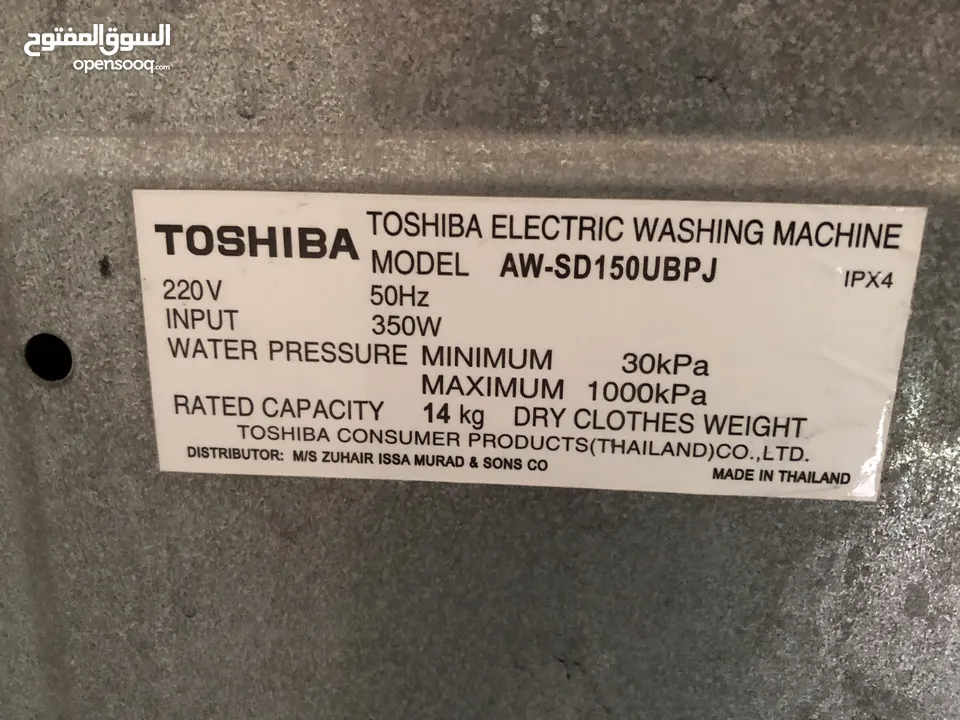 السوق المفتوح
opensooq.com
TOSHIBA TOSHIBA ELECTRIC WASHING MACHINE
MODEL AW-SD150UBPJ IPX4
220V 50Hz
INPUT 350W
WATER PRESSURE MINIMUM 30kPa
MAXIMUM 1000kPa
RATED CAPACITY 14 kg DRY CLOTHES WEIGHT
TOSHIBA CONSUMER PRODUCTS(THAILAND)CO.,LTD.
DISTRIBUTOR: M/S ZUHAIR ISSA MURAD & SONS CO
MADE IN THAILAND